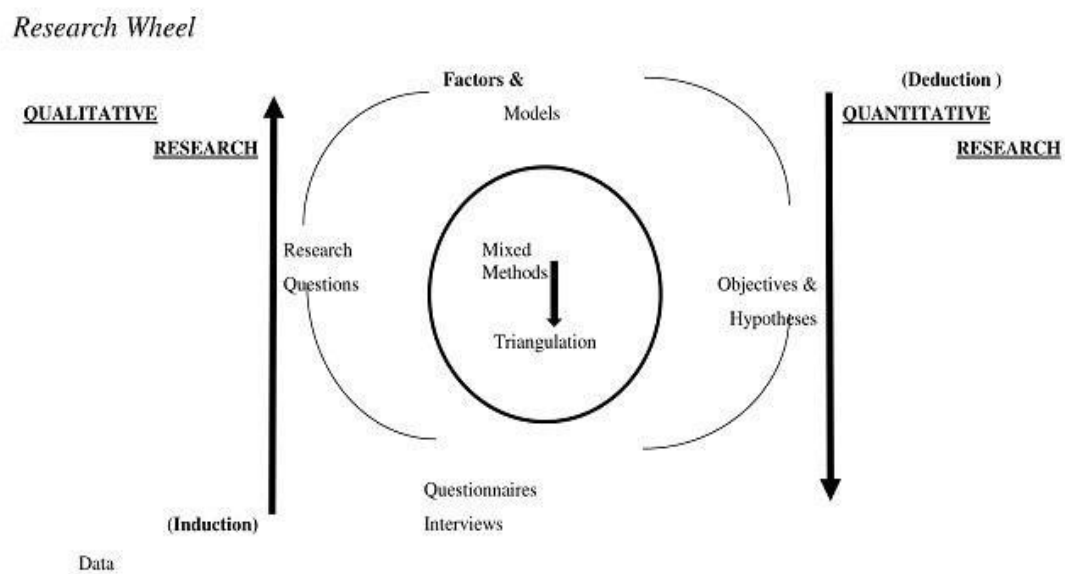 Research Wheel
Factors &
(Deduction )
QUALITATIVE
Models
QUANTITATIVE
RESEARCH
RESEARCH
Research
Questions
Mixed
Methods
Triangulation
Objectives &
Hypotheses
Questionnaires
Interviews
(Induction)
Data